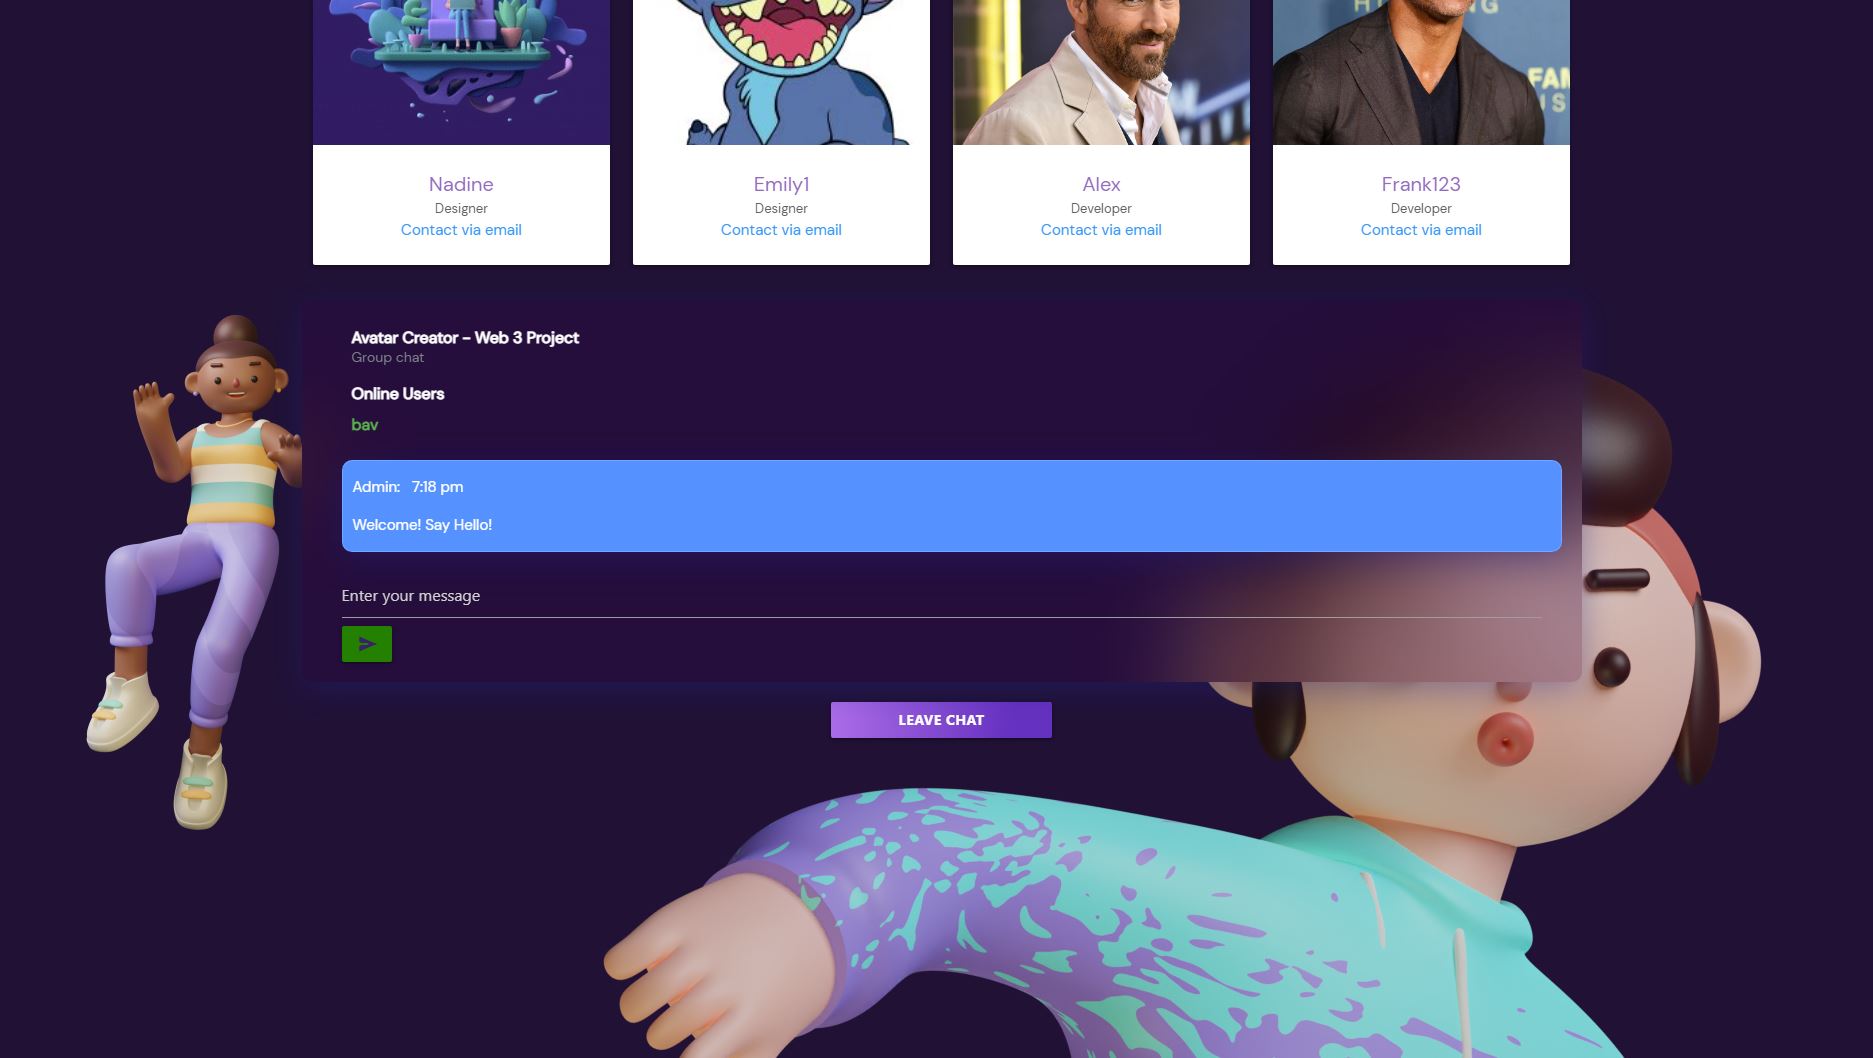 Nadine
Designer
Contact via email
Emily1
Designer
Contact via email
Alex
Developer
Contact via email
Frank123
Developer
Contact via email
Avatar Creator - Web 3 Project
Group chat
Online Users
bav
Admin: 7:18 pm
Welcome! Say Hello!
Enter your message
LEAVE CHAT